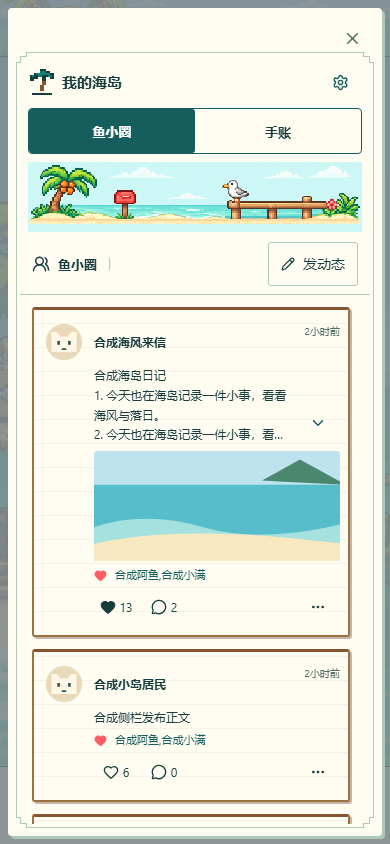 我的海岛
鱼小圈
手账
鱼小圈
发动态
合成海风来信
2小时前
合成海岛日记
1. 今天也在海岛记录一件小事，看看
海风与落日。
2. 今天也在海岛记录一件小事，看...
合成阿鱼,合成小满
13
2
合成小岛居民
2小时前
合成侧栏发布正文
合成阿鱼,合成小满
6
0